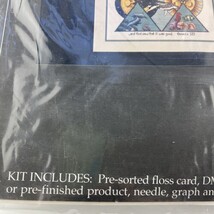 KIT INCLUDES: Pre-sorted floss card, DM
or pre-finished product, needle, graph an